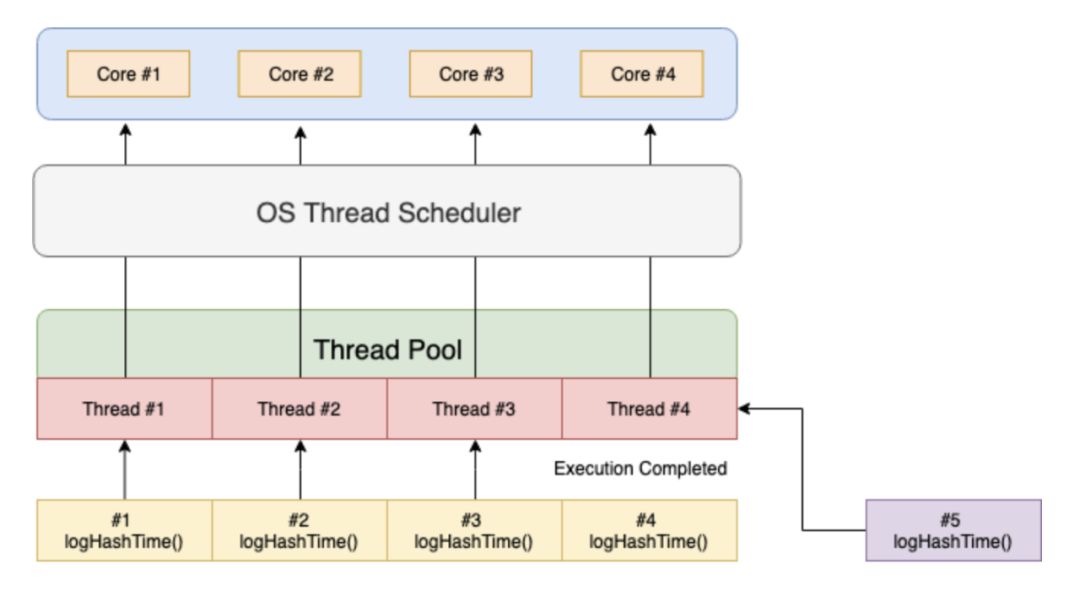 Core #1
Core #2
Core #3
Core #4
OS Thread Scheduler
Thread Pool
Thread #1
Thread #2
Thread #3
Thread #4
Execution Completed
#1
logHashTime()
#2
logHashTime()
#3
logHashTime()
#4
logHashTime()
#5
logHashTime()